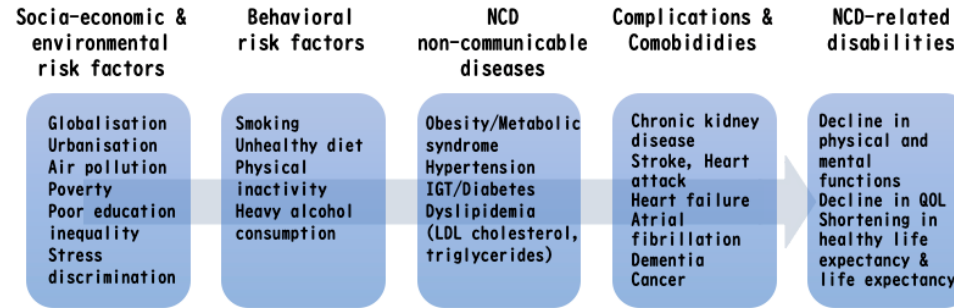 Socia-economic &
environmental
risk factors
Behavioral
risk factors
NCD
non-communicable
diseases
Complications &
Comobididies
NCD-related
disabilities
Globalisation
Urbanisation
Air pollution
Poverty
Poor education
inequality
Stress
discrimination
Smoking
Unhealthy diet
Physical
inactivity
Heavy alcohol
consumption
Obesity/Metabolic
syndrome
Hypertension
IGT/Diabetes
Dyslipidemia
(LDL cholesterol,
triglycerides)
Chronic kidney
disease
Stroke, Heart
attack
Heart failure
Atrial
fibrillation
Dementia
Cancer
Decline in
physical and
mental
functions
Decline in QOL
Shortening in
healthy life
expectancy &
life expectancy